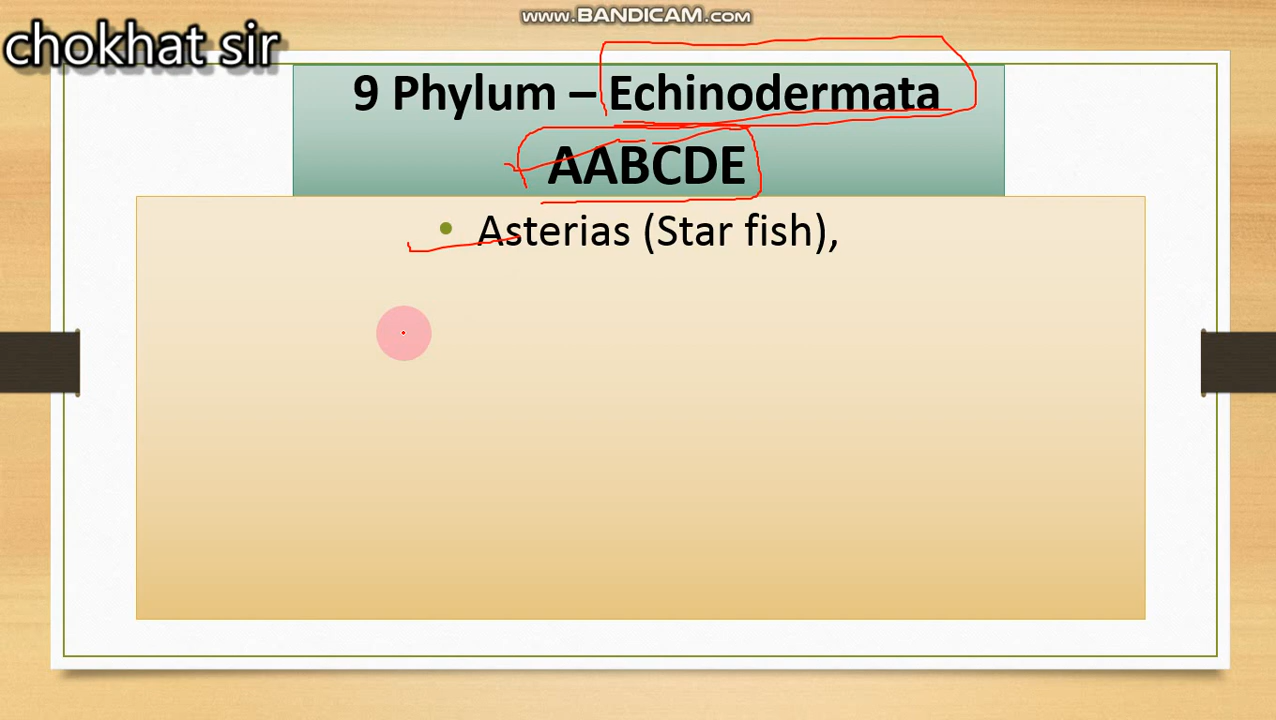 www.BANDICAM.com
chokhat sir
9 Phylum – Echinodermata
AABCDE
• Asterias (Star fish),